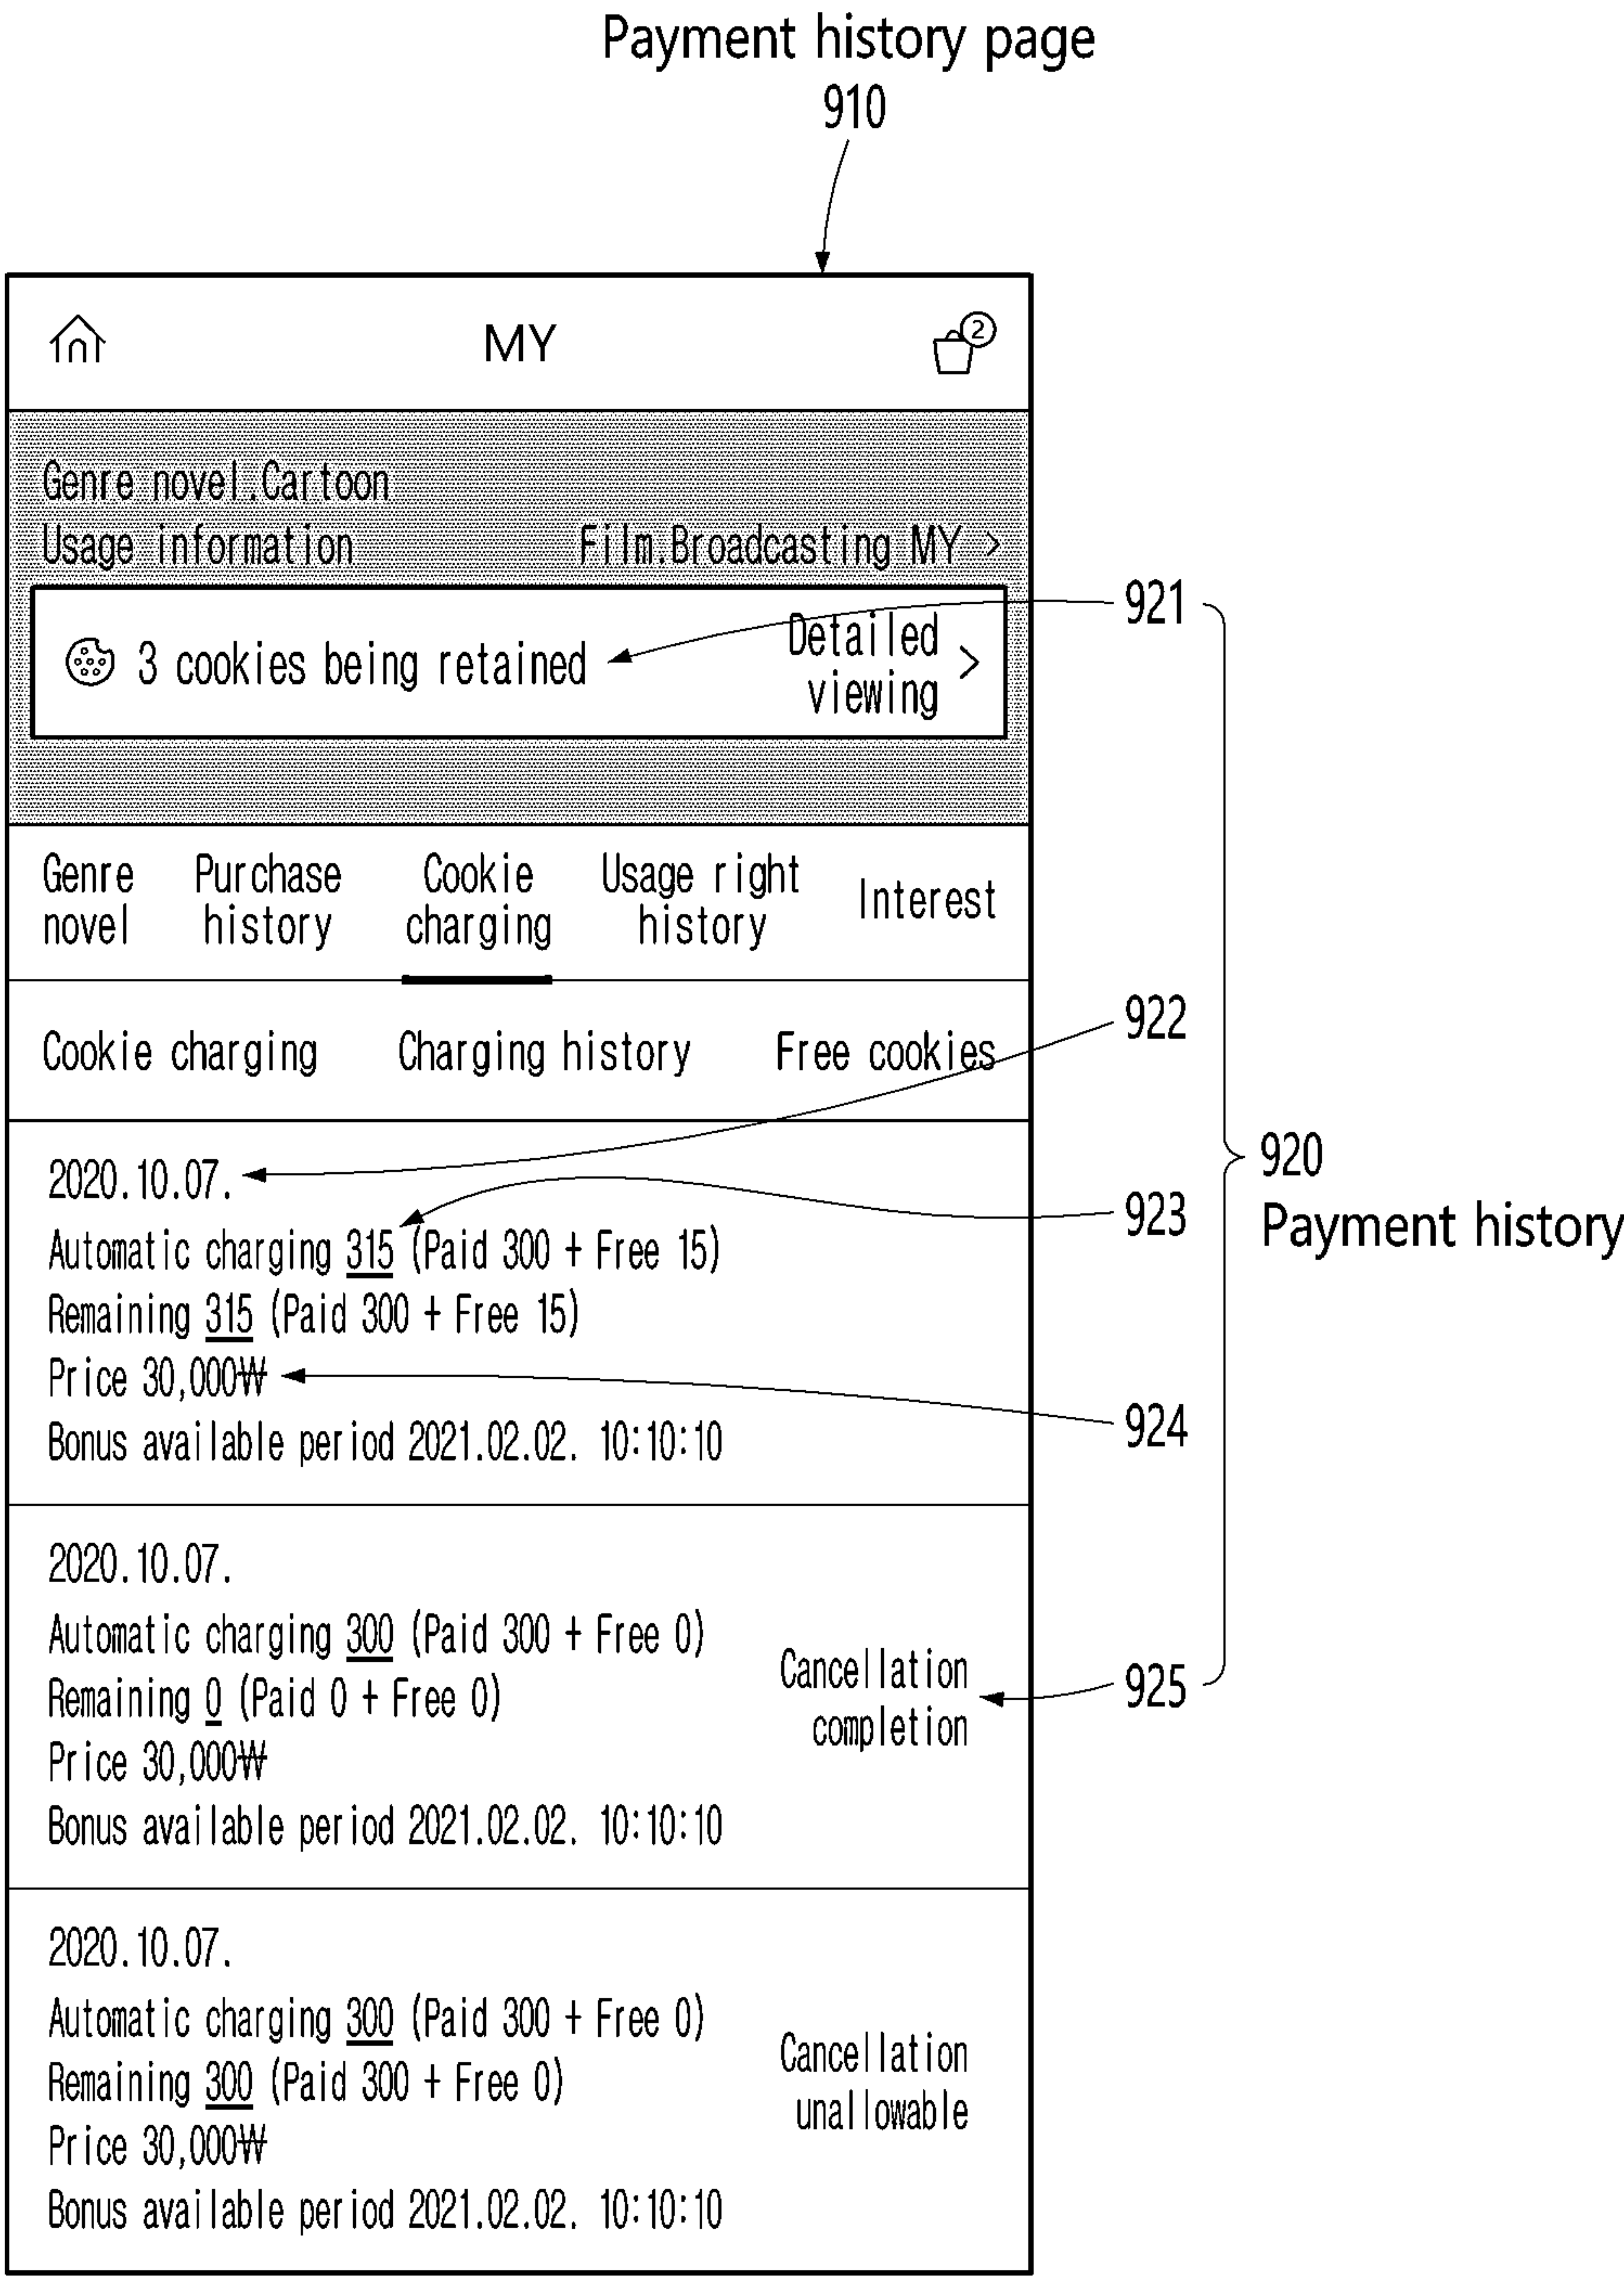 Payment history page
910
MY
2
Genre novel.Cartoon
Usage information
Film.Broadcasting MY >
3 cookies being retained
Detailed
viewing
>
921
Genre
novel
Purchase
history
Cookie
charging
Usage right
history
Interest
922
Cookie charging
Charging history
Free cookies
2020.10.07.
920
Payment history
923
Automatic charging 315 (Paid 300 + Free 15)
Remaining 315 (Paid 300 + Free 15)
Price 30,000₩
924
Bonus available period 2021.02.02. 10:10:10
2020.10.07.
Automatic charging 300 (Paid 300 + Free 0)
Remaining 0 (Paid 0 + Free 0)
Price 30,000₩
Bonus available period 2021.02.02. 10:10:10
Cancellation
completion
925
2020.10.07.
Automatic charging 300 (Paid 300 + Free 0)
Remaining 300 (Paid 300 + Free 0)
Price 30,000₩
Bonus available period 2021.02.02. 10:10:10
Cancellation
unallowable